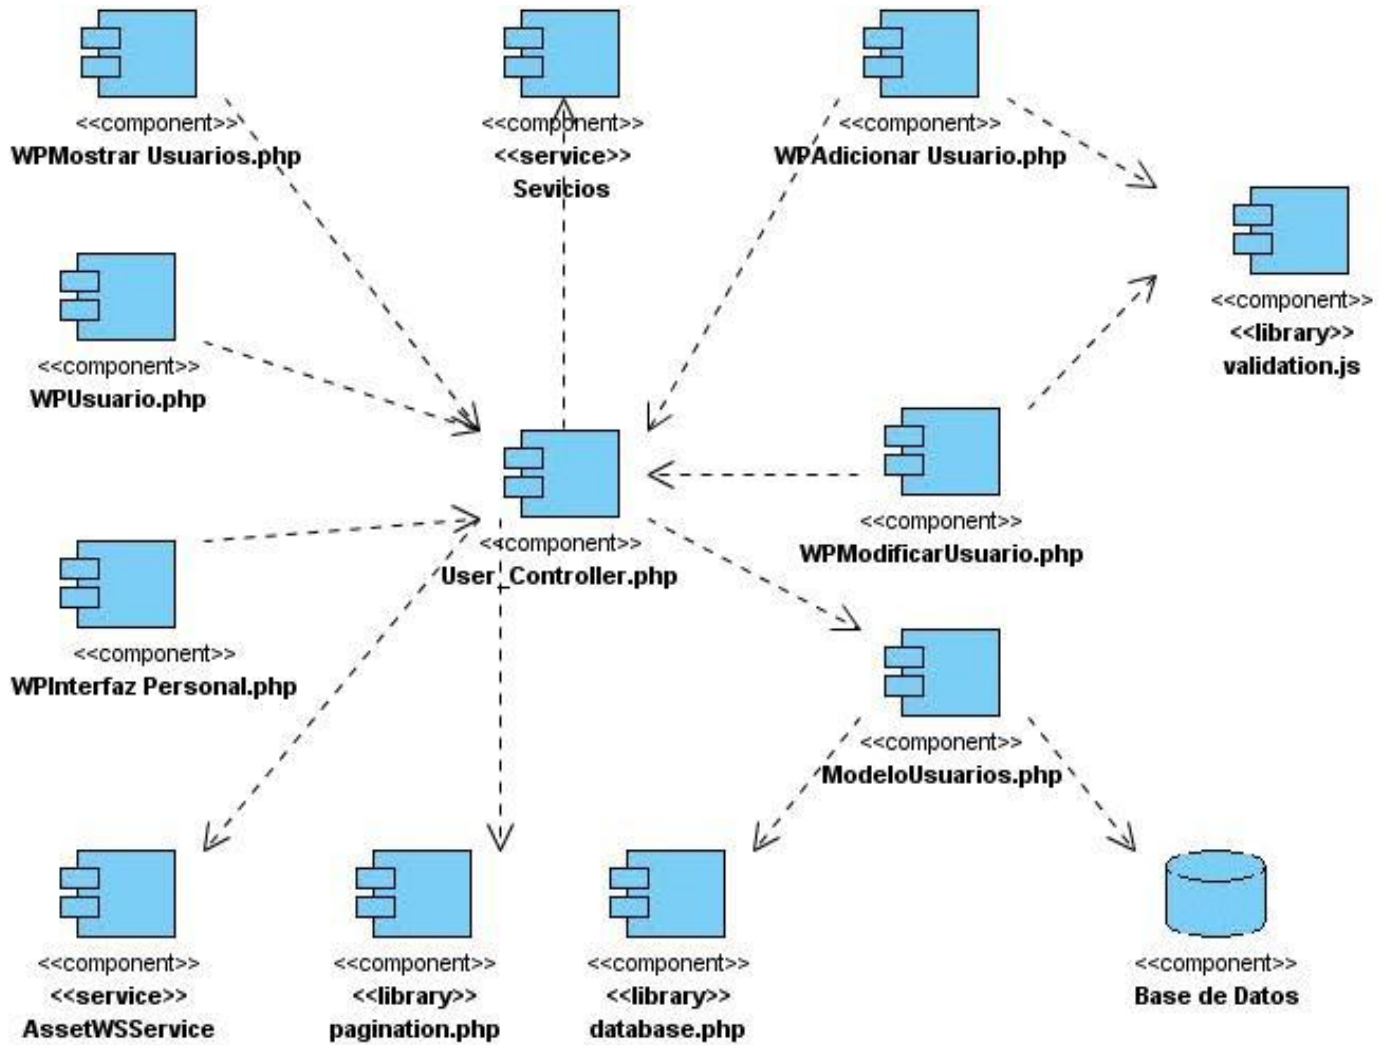 <<component>>
WPMostrar Usuarios.php
<<component>>
<<service>>
Sevicios
<<component>>
WPAdicionar Usuario.php
<<component>>
<<library>>
validation.js
<<component>>
WPUsuario.php
<<component>>
User_Controller.php
<<component>>
WPModificarUsuario.php
<<component>>
WPInterfaz Personal.php
<<component>>
ModeloUsuarios.php
<<component>>
<<service>>
AssetWSService
<<component>>
<<library>>
pagination.php
<<component>>
<<library>>
database.php
<<component>>
Base de Datos